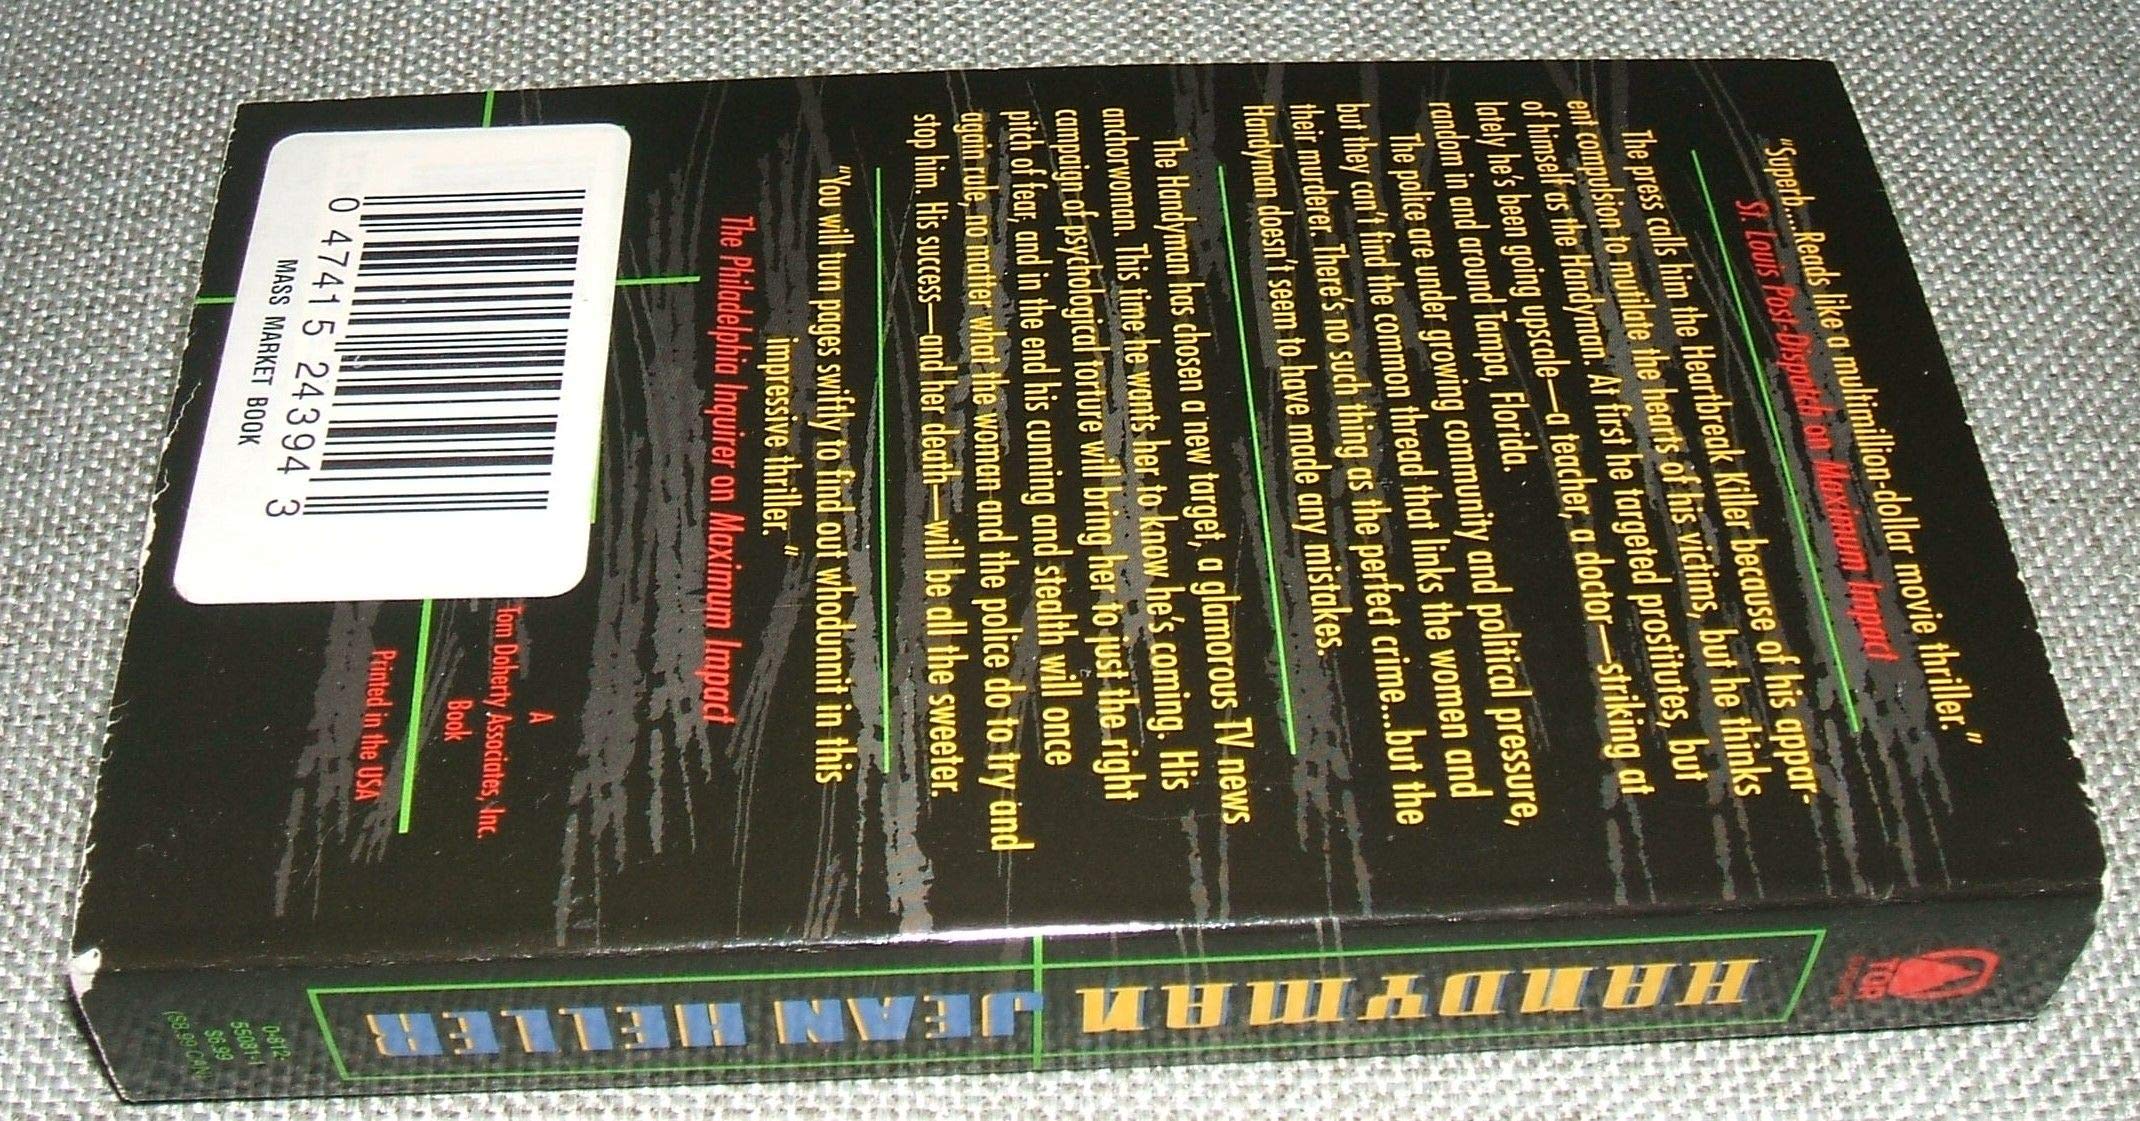 "Superb....Reads like a multimillion-dollar movie thriller."
St. Louis Post-Dispatch on Maximum Impact
The press calls him the Heartbreak Killer because of his appar-
ent compulsion to mutilate the hearts of his victims, but he thinks
of himself as the Handyman. At first he targeted prostitutes, but
lately he's been going upscale—a teacher, a doctor—striking at
random in and around Tampa, Florida.
The police are under growing community and political pressure,
but they can't find the common thread that links the women and
their murderer. There's no such thing as the perfect crime...but the
Handyman doesn't seem to have made any mistakes.
The Handyman has chosen a new target, a glamorous TV news
anchorwoman. This time he wants her to know he's coming. His
campaign of psychological torture will bring her to just the right
pitch of fear, and in the end his cunning and stealth will once
again rule, no matter what the woman and the police do to try and
stop him. His success—and her death—will be all the sweeter.
"You will turn pages swiftly to find out whodunnit in this
impressive thriller."
The Philadelphia Inquirer on Maximum Impact
A
Tom Doherty Associates, Inc.
Book
Printed in the USA
0 47415 24394 3
MASS MARKET BOOK
TOR
HANDYMAN
JEAN HELLER
0-812-
55081-1
$6.99
($8.99 CAN)